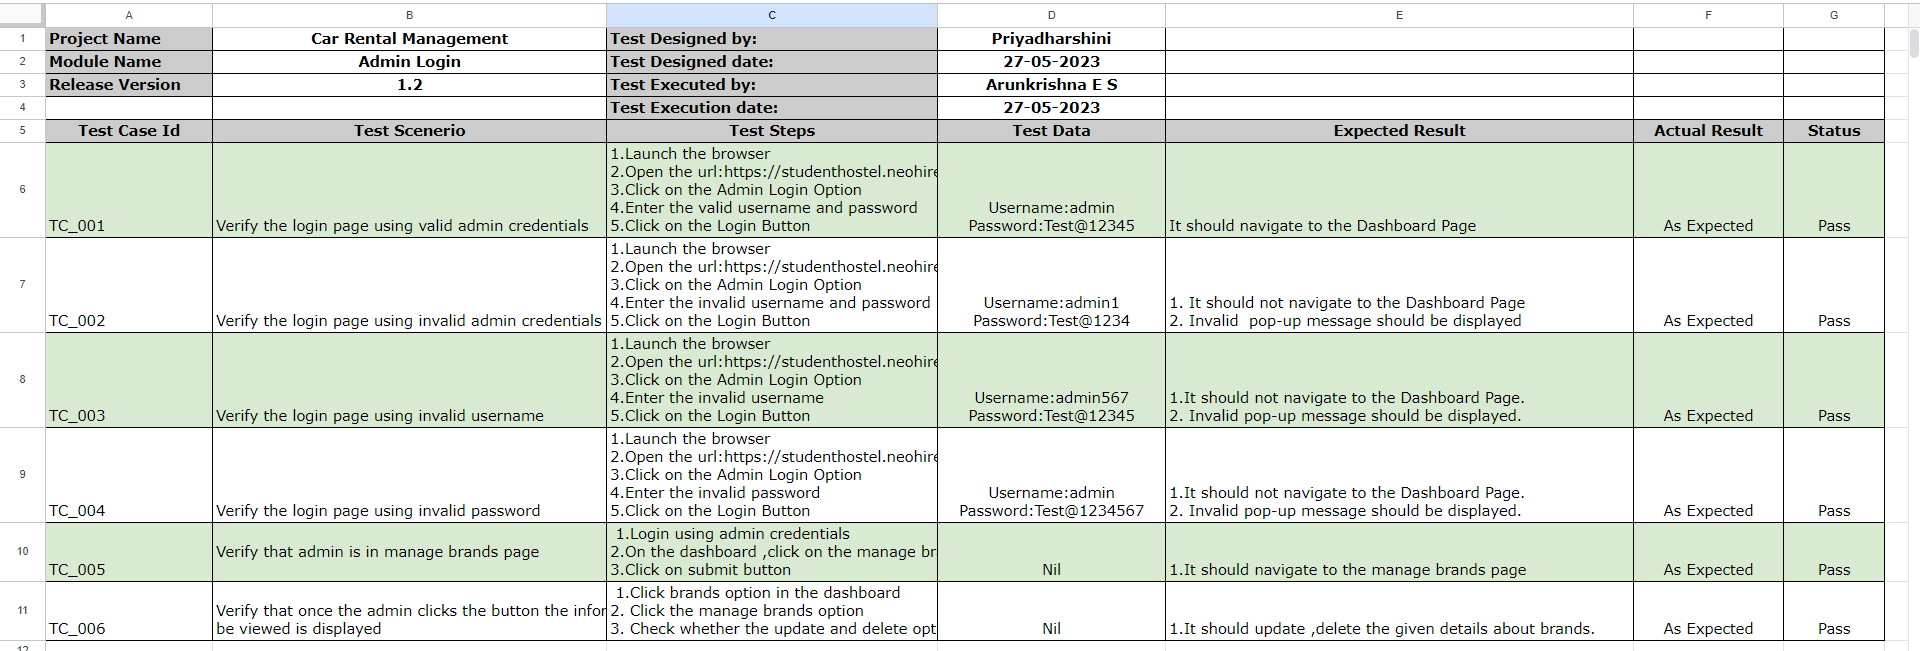 A B C D E F G
1 Project Name Car Rental Management Test Designed by: Priyadharshini
2 Module Name Admin Login Test Designed date: 27-05-2023
3 Release Version 1.2 Test Executed by: Arunkrishna E S
4 Test Execution date: 27-05-2023
5 Test Case Id Test Scenerio Test Steps Test Data Expected Result Actual Result Status
6
TC_001
Verify the login page using valid admin credentials
1.Launch the browser
2.Open the url:https://studenthostel.neohire
3.Click on the Admin Login Option
4.Enter the valid username and password
5.Click on the Login Button
Username:admin
Password:Test@12345
It should navigate to the Dashboard Page
As Expected
Pass
7
TC_002
Verify the login page using invalid admin credentials
1.Launch the browser
2.Open the url:https://studenthostel.neohire
3.Click on the Admin Login Option
4.Enter the invalid username and password
5.Click on the Login Button
Username:admin1
Password:Test@1234
1. It should not navigate to the Dashboard Page
2. Invalid  pop-up message should be displayed
As Expected
Pass
8
TC_003
Verify the login page using invalid username
1.Launch the browser
2.Open the url:https://studenthostel.neohire
3.Click on the Admin Login Option
4.Enter the invalid username
5.Click on the Login Button
Username:admin567
Password:Test@12345
1.It should not navigate to the Dashboard Page.
2. Invalid pop-up message should be displayed.
As Expected
Pass
9
TC_004
Verify the login page using invalid password
1.Launch the browser
2.Open the url:https://studenthostel.neohire
3.Click on the Admin Login Option
4.Enter the invalid password
5.Click on the Login Button
Username:admin
Password:Test@1234567
1.It should not navigate to the Dashboard Page.
2. Invalid pop-up message should be displayed.
As Expected
Pass
10
TC_005
Verify that admin is in manage brands page
1.Login using admin credentials
2.On the dashboard ,click on the manage br
3.Click on submit button
Nil
1.It should navigate to the manage brands page
As Expected
Pass
11
TC_006
Verify that once the admin clicks the button the infor
be viewed is displayed
1.Click brands option in the dashboard
2. Click the manage brands option
3. Check whether the update and delete opt
Nil
1.It should update ,delete the given details about brands.
As Expected
Pass
12